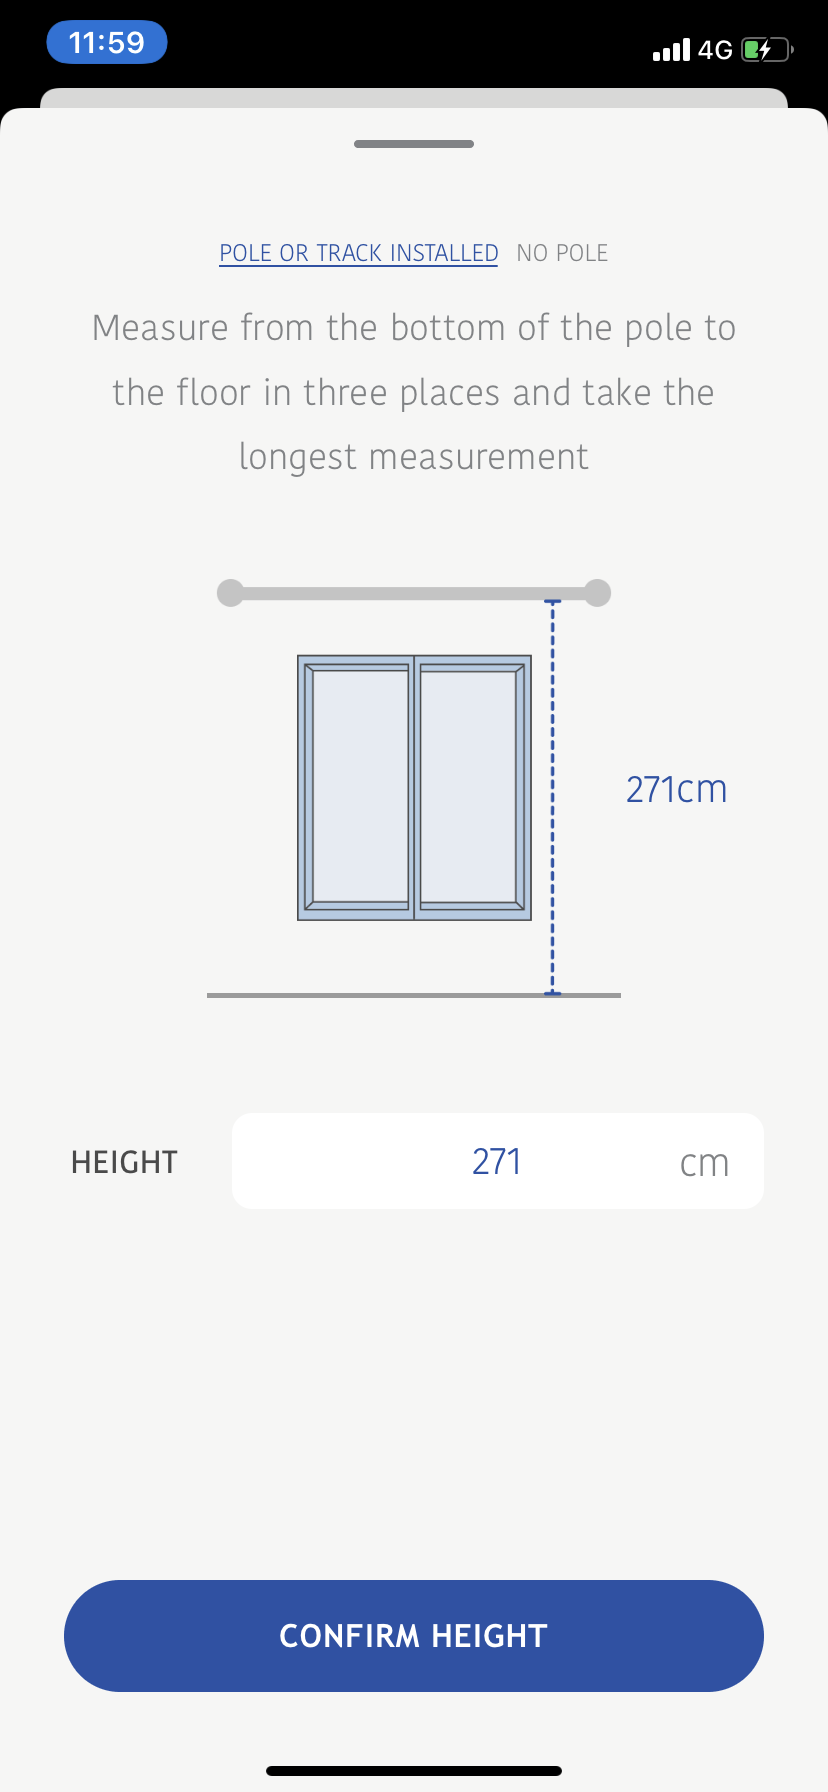 11:59
4G
POLE OR TRACK INSTALLED NO POLE
Measure from the bottom of the pole to
the floor in three places and take the
longest measurement
271cm
HEIGHT 271 cm
CONFIRM HEIGHT